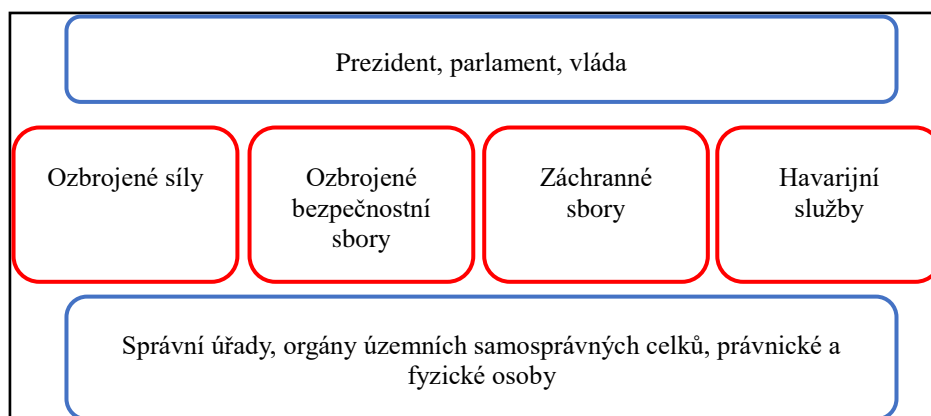 Prezident, parlament, vláda
Ozbrojené síly
Ozbrojené
bezpečnostní
sbory
Záchranné
sbory
Havarijní
služby
Správní úřady, orgány územních samosprávných celků, právnické a
fyzické osoby